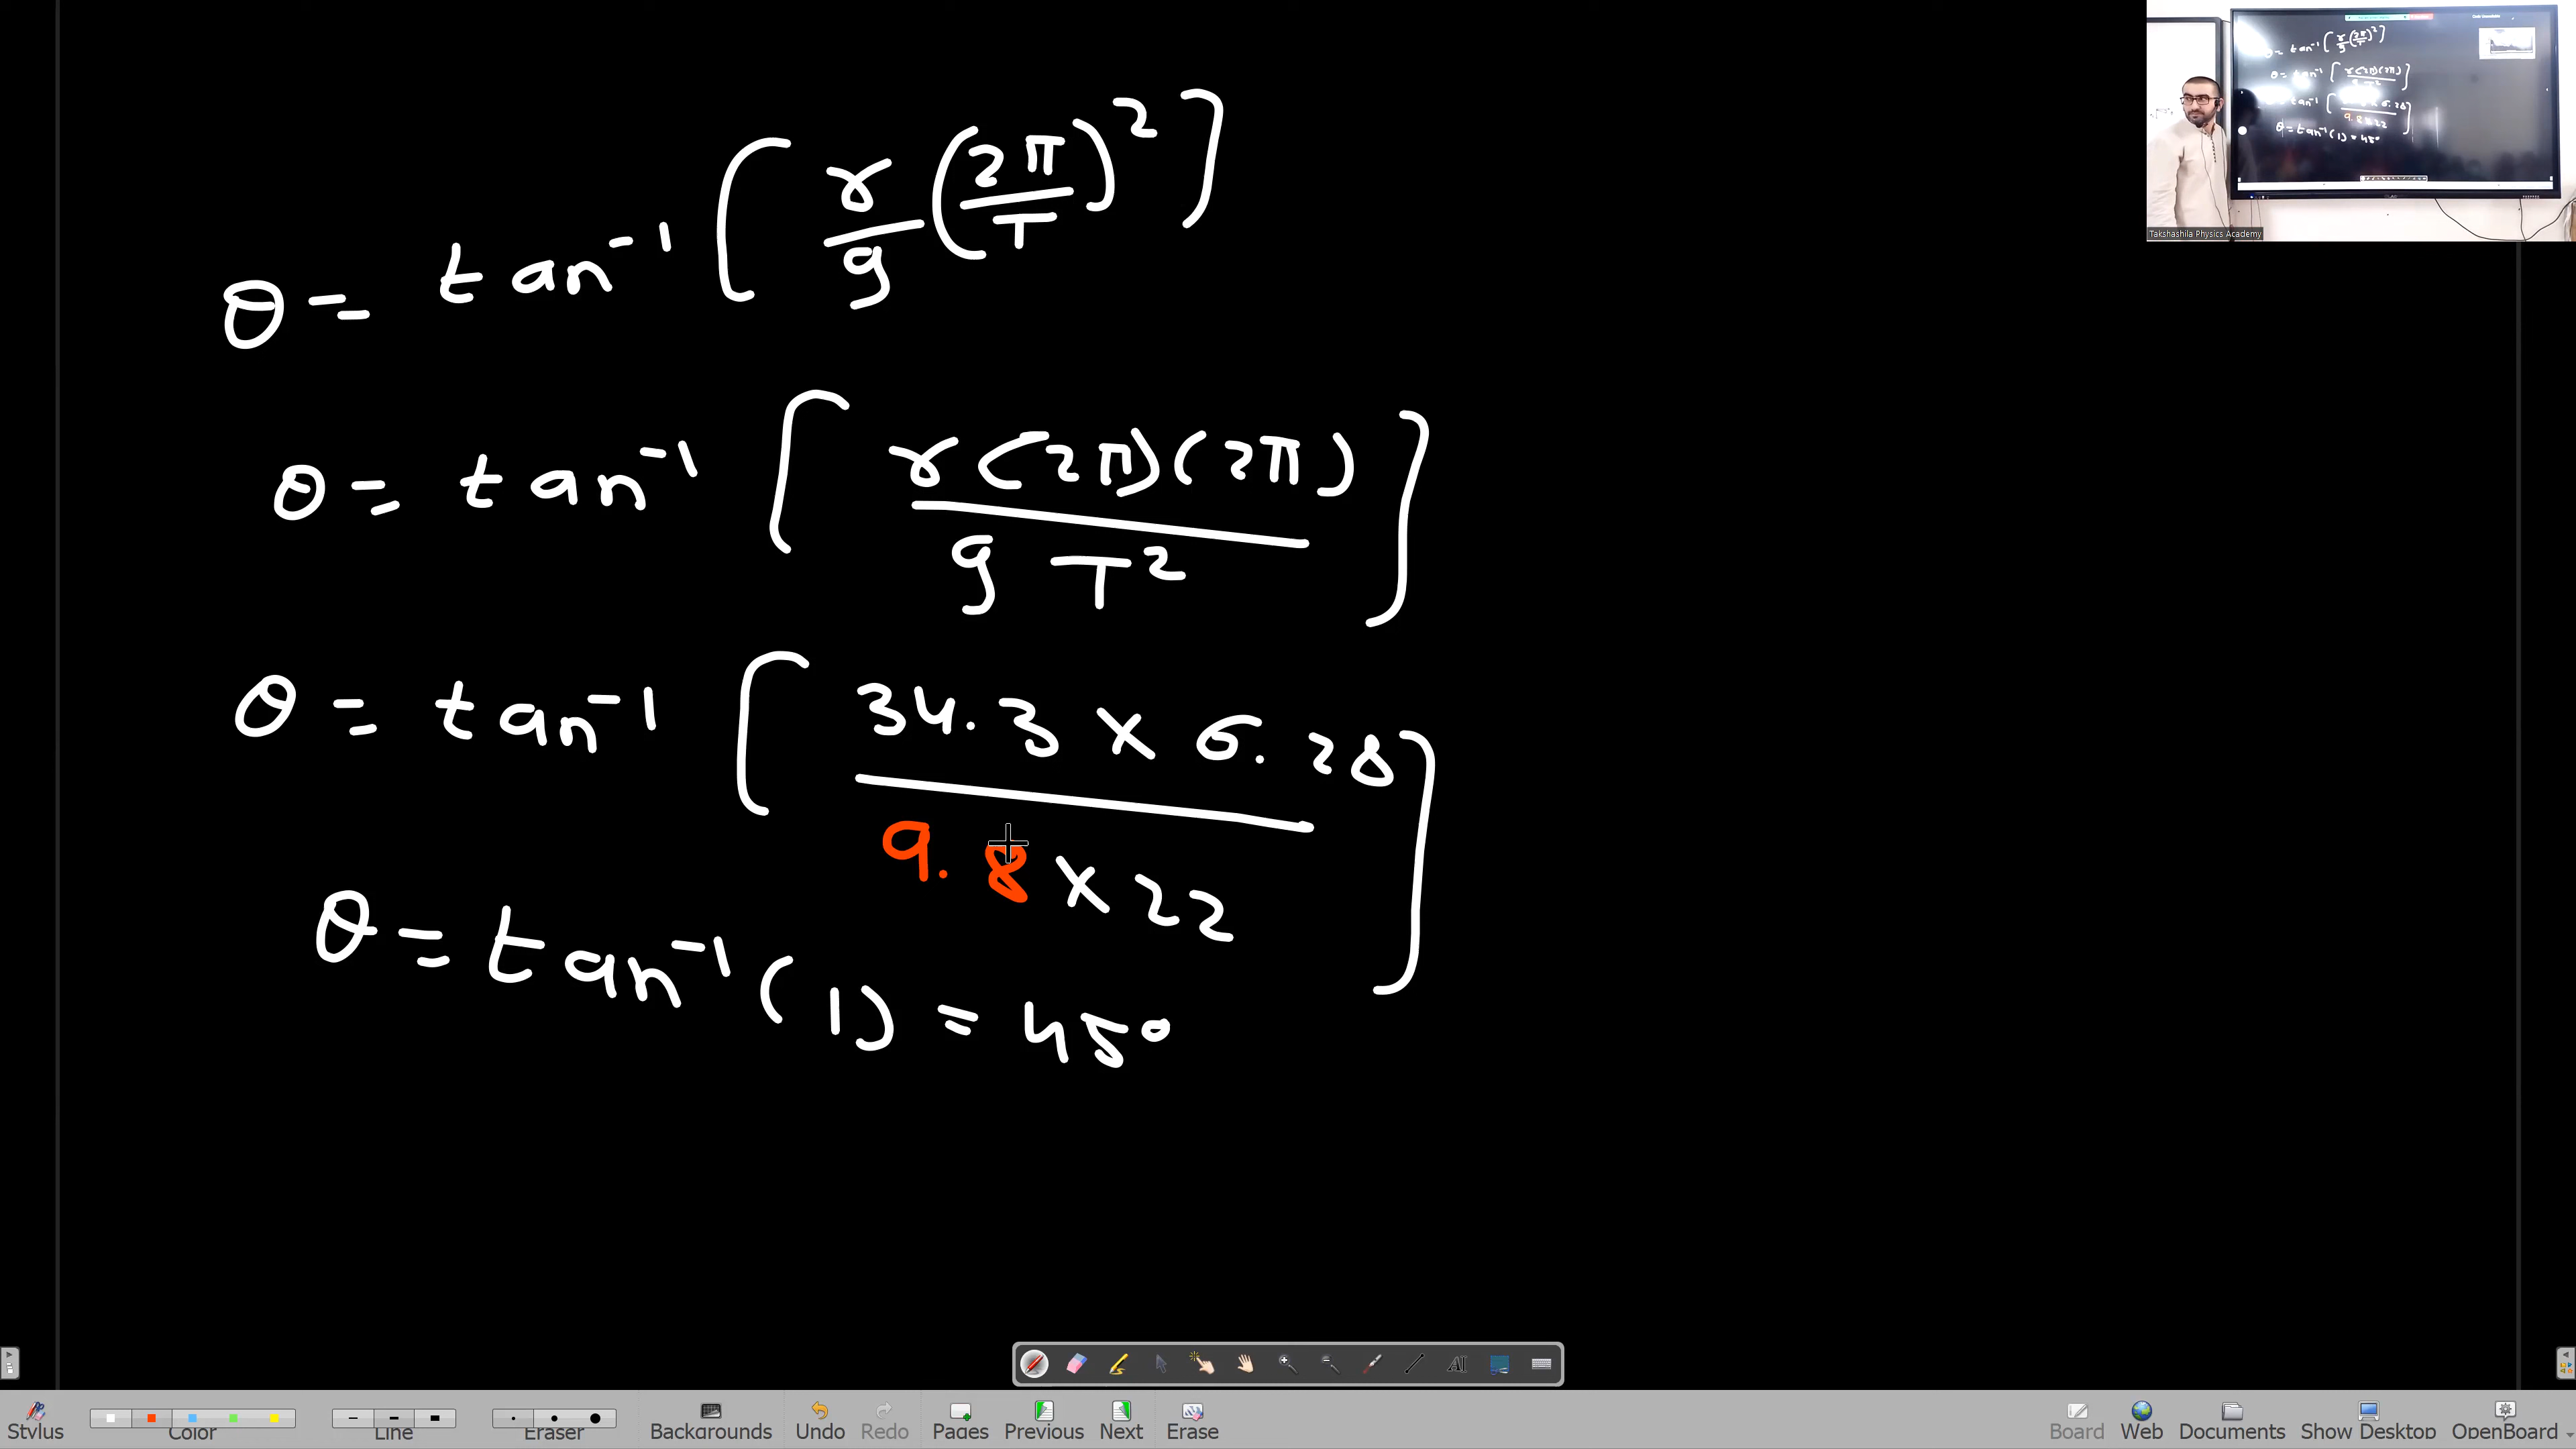 θ = tan⁻¹ [ r/g (2π/T)² ]
θ = tan⁻¹ [ r(2π)(2π) / g T² ]
θ = tan⁻¹ [ 34.3 × 6.28 / 9.8 × 22 ]
θ = tan⁻¹(1) = 45°
Takshashila Physics Academy
Stylus Color Line Eraser Backgrounds Undo Redo Pages Previous Next Erase Board Web Documents Show Desktop OpenBoard